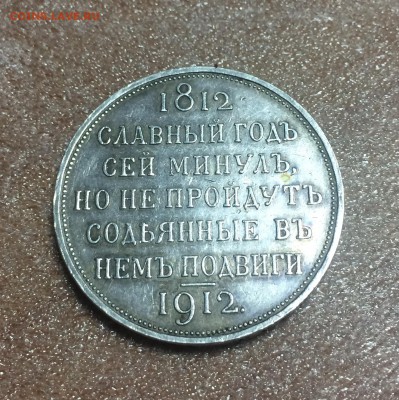 1812
СЛАВНЫЙ ГОДЪ
СЕЙ МИНУЛЪ,
НО НЕ ПРОЙДУТЪ
СОДѢЯННЫЕ ВЪ
НЕМЪ ПОДВИГИ
1912.